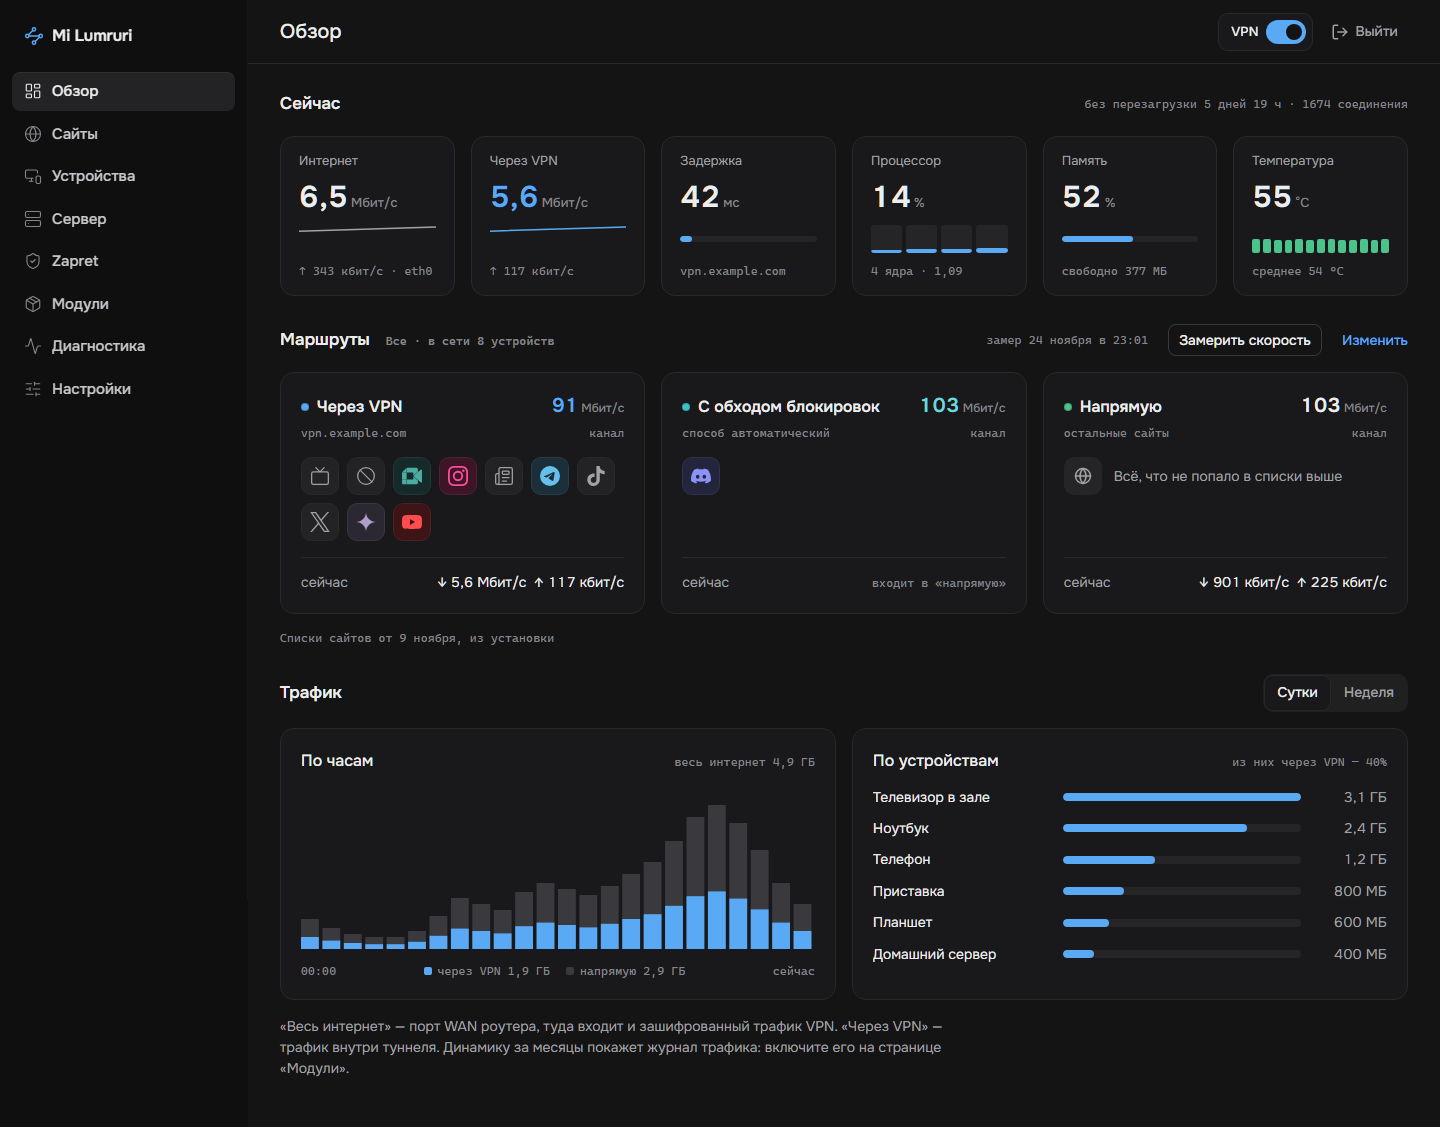 Mi Lumruri
Обзор
Сайты
Устройства
Сервер
Zapret
Модули
Диагностика
Настройки
Обзор
VPN
Выйти
Сейчас
без перезагрузки 5 дней 19 ч · 1674 соединения
Интернет
6,5 Мбит/с
↑ 343 кбит/с · eth0
Через VPN
5,6 Мбит/с
↑ 117 кбит/с
Задержка
42 мс
vpn.example.com
Процессор
14 %
4 ядра · 1,09
Память
52 %
свободно 377 МБ
Температура
55 °C
среднее 54 °C
Маршруты Все · в сети 8 устройств
замер 24 ноября в 23:01
Замерить скорость
Изменить
Через VPN 91 Мбит/с
vpn.example.com канал
сейчас ↓ 5,6 Мбит/с ↑ 117 кбит/с
С обходом блокировок 103 Мбит/с
способ автоматический канал
сейчас входит в «напрямую»
Напрямую 103 Мбит/с
остальные сайты канал
Всё, что не попало в списки выше
сейчас ↓ 901 кбит/с ↑ 225 кбит/с
Списки сайтов от 9 ноября, из установки
Трафик
Сутки Неделя
По часам весь интернет 4,9 ГБ
00:00 через VPN 1,9 ГБ напрямую 2,9 ГБ сейчас
По устройствам из них через VPN — 40%
Телевизор в зале 3,1 ГБ
Ноутбук 2,4 ГБ
Телефон 1,2 ГБ
Приставка 800 МБ
Планшет 600 МБ
Домашний сервер 400 МБ
«Весь интернет» — порт WAN роутера, туда входит и зашифрованный трафик VPN. «Через VPN» —
трафик внутри туннеля. Динамику за месяцы покажет журнал трафика: включите его на странице
«Модули».